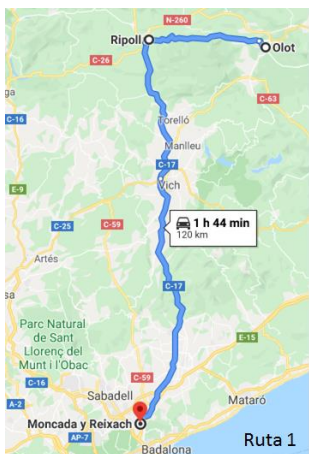 N-260
Ripoll
Olot
C-26
C-63
Torelló
C-16
Manlleu
C-17
Vich
E-9
1 h 44 min
120 km
C-25
C-59
Artés
C-17
Parc Natural
de Sant
Llorenç del
Munt i l'Obac
E-15
C-59
C-16
Sabadell
Mataró
A-2
Moncada y Reixach
AP-7
Badalona
Ruta 1